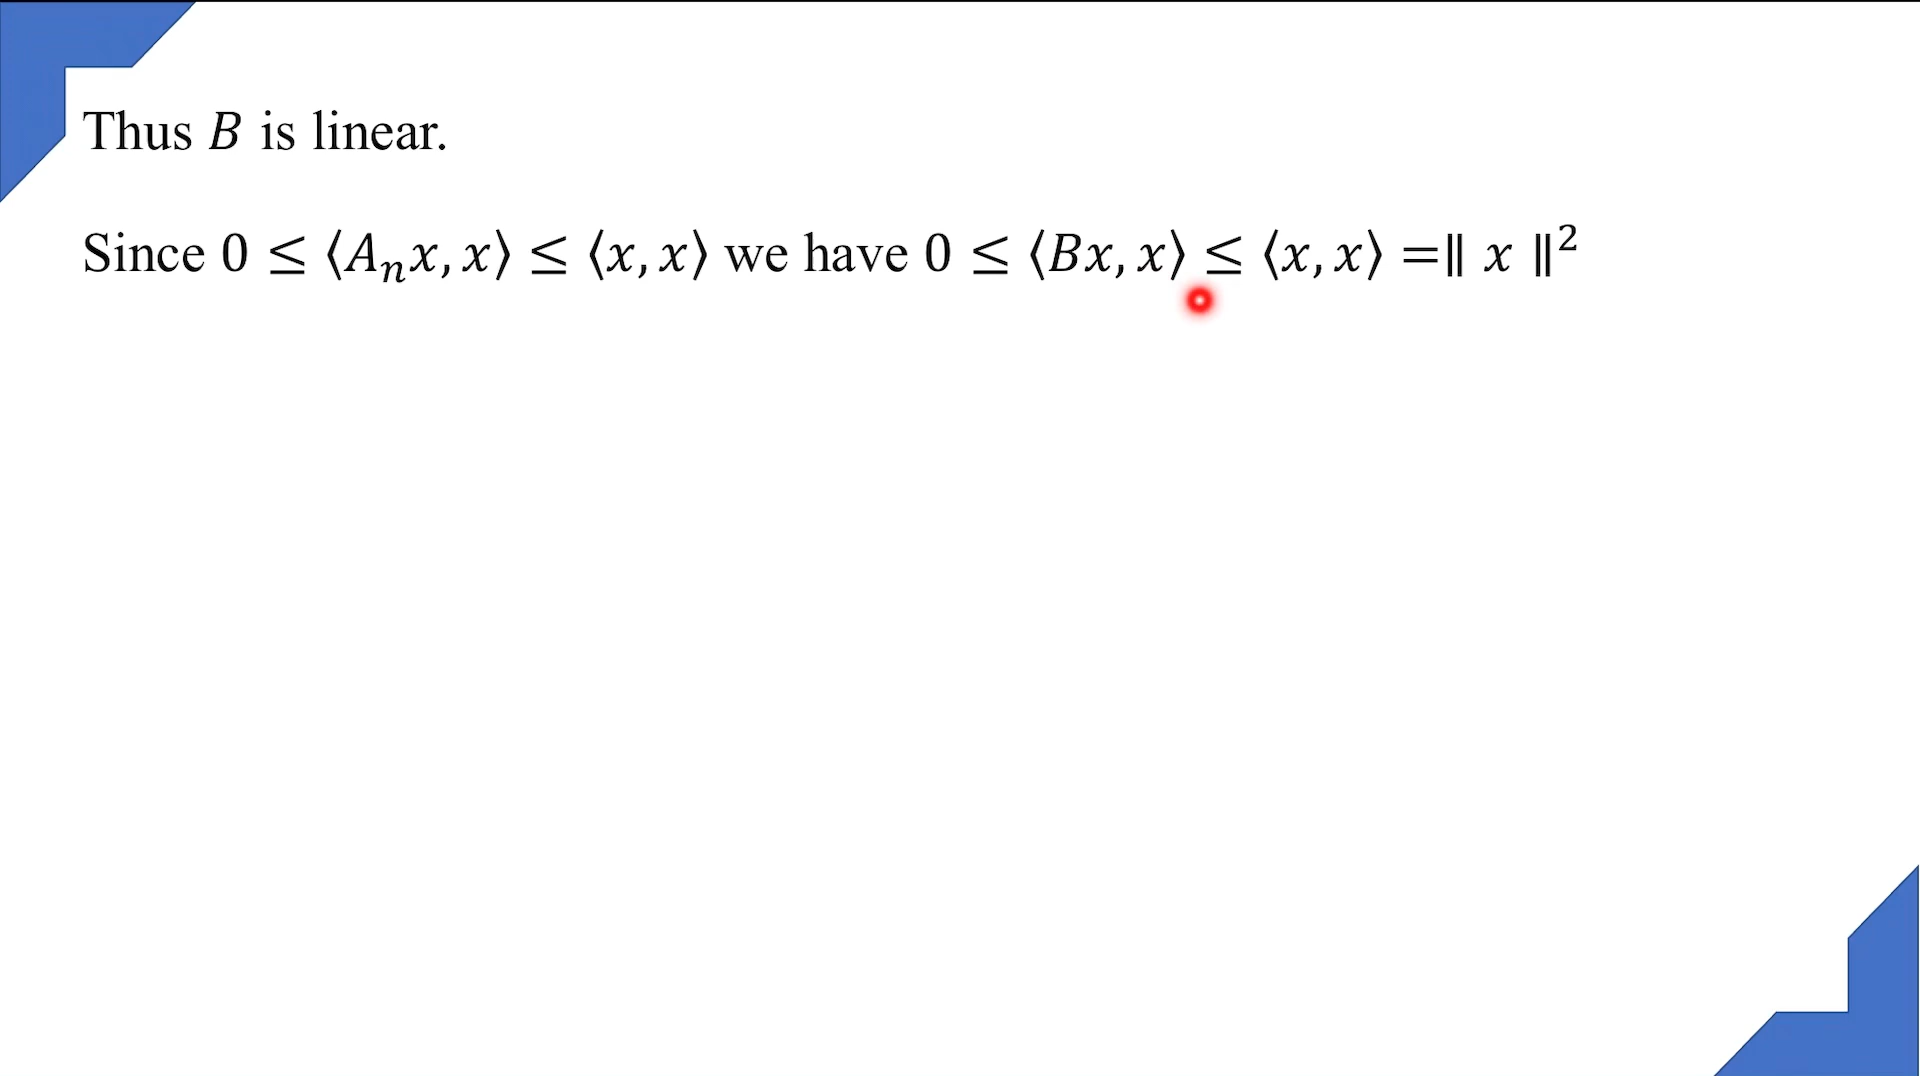 Thus B is linear.
Since 0 ≤ ⟨Aₙx, x⟩ ≤ ⟨x, x⟩ we have 0 ≤ ⟨Bx, x⟩ ≤ ⟨x, x⟩ =∥ x ∥²